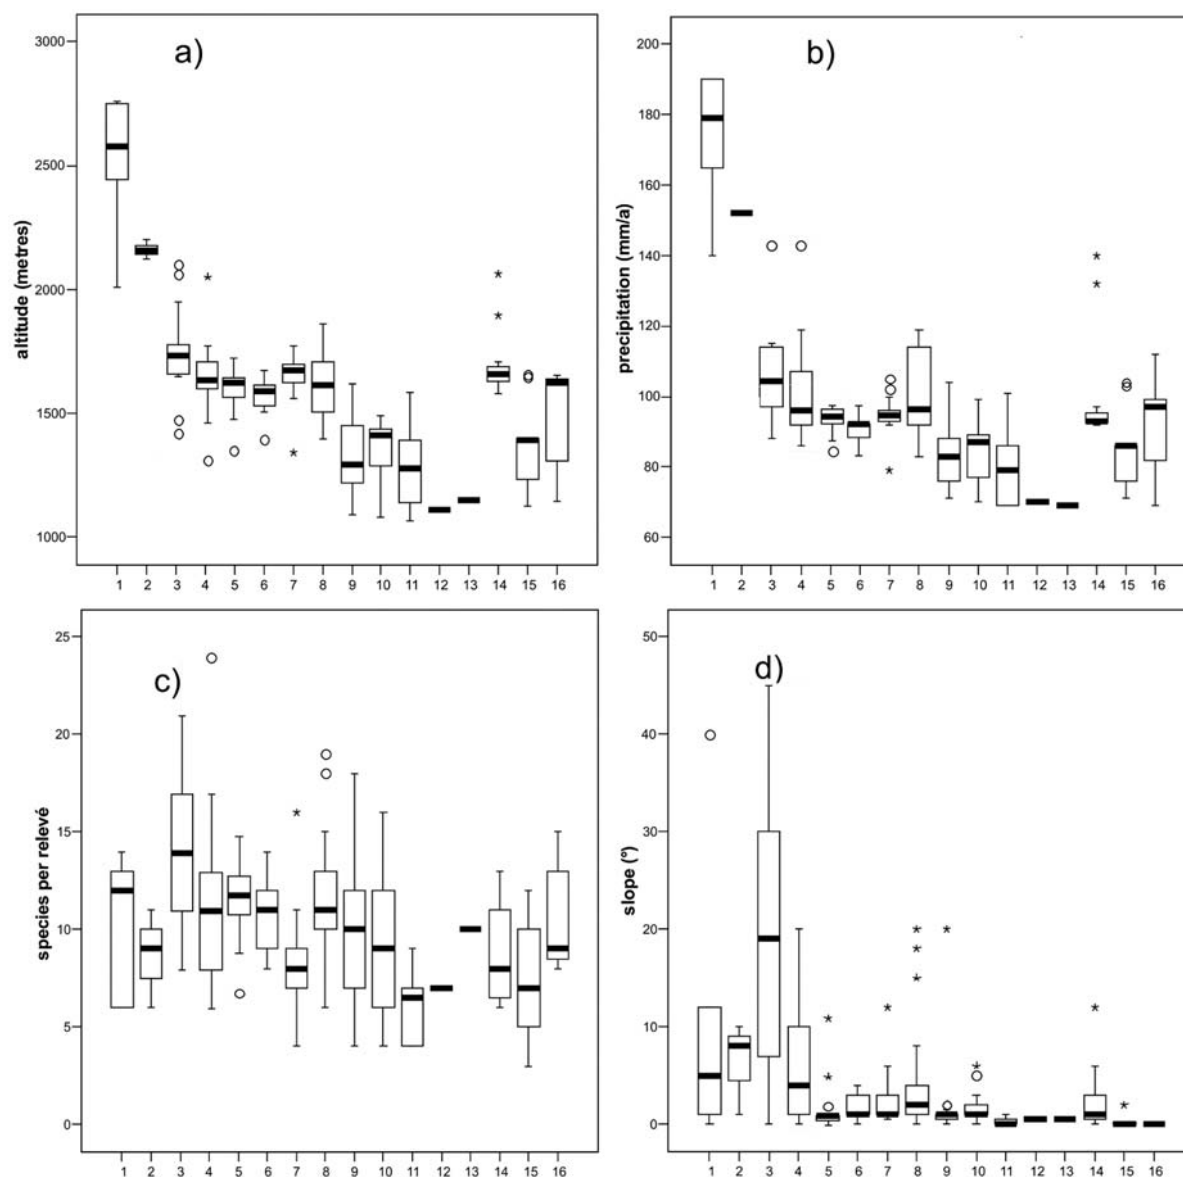 a)
altitude (metres)
3000
2500
2000
1500
1000
1 2 3 4 5 6 7 8 9 10 11 12 13 14 15 16
b)
precipitation (mm/a)
200
180
160
140
120
100
80
60
1 2 3 4 5 6 7 8 9 10 11 12 13 14 15 16
c)
species per relevé
25
20
15
10
5
0
1 2 3 4 5 6 7 8 9 10 11 12 13 14 15 16
d)
slope (°)
50
40
30
20
10
0
1 2 3 4 5 6 7 8 9 10 11 12 13 14 15 16